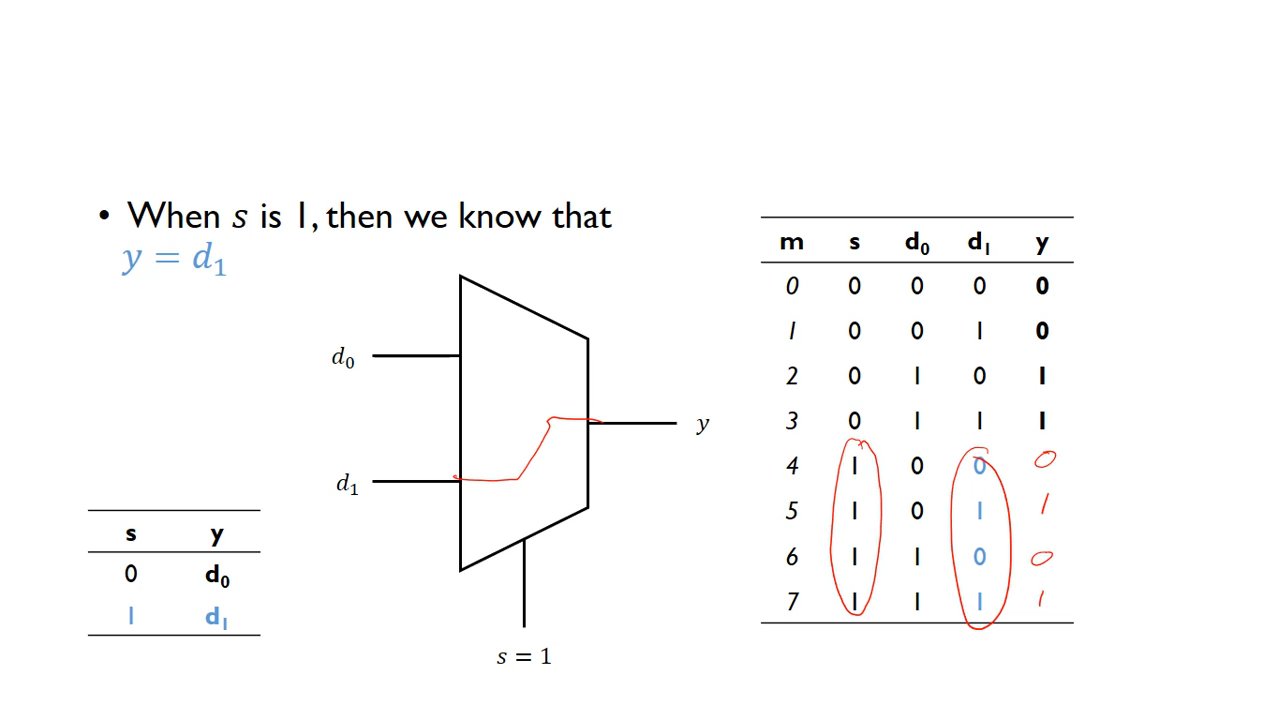 • When s is 1, then we know that
y = d₁
d₀
d₁
y
s = 1
s y
0 d₀
1 d₁
m s d₀ d₁ y
0 0 0 0 0
1 0 0 1 0
2 0 1 0 1
3 0 1 1 1
4 1 0 0 0
5 1 0 1 1
6 1 1 0 0
7 1 1 1 1